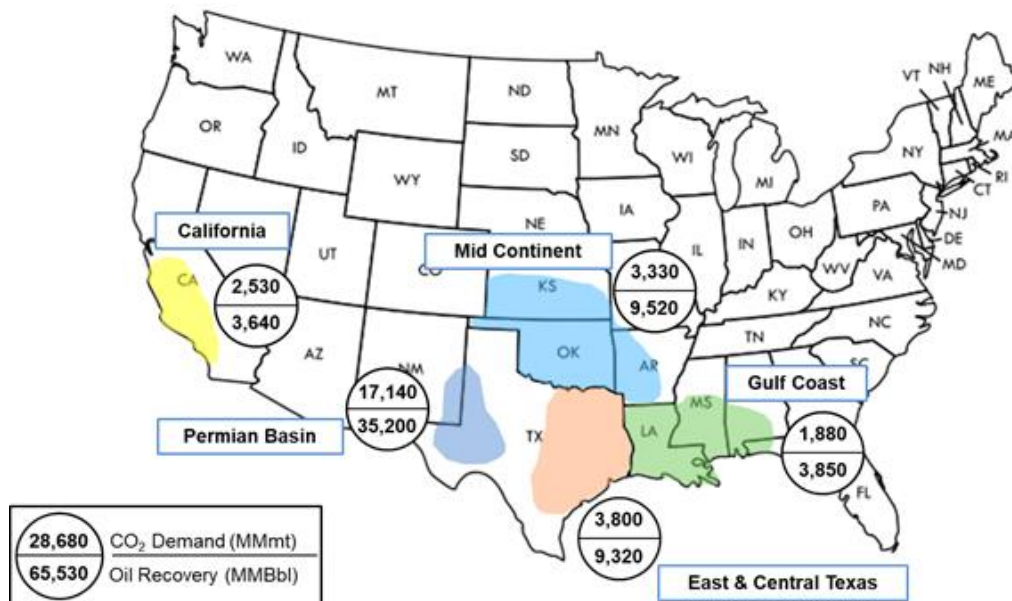 WA
MT
ND
MN
VT
NH
ME
OR
ID
SD
WI
MI
NY
MA
RI
CT
WY
IA
PA
NJ
NE
OH
DE
MD
California
UT
CO
Mid Continent
IL
IN
WV
VA
CA
2,530
3,640
KS
3,330
9,520
KY
NC
TN
AZ
NM
OK
AR
SC
Gulf Coast
17,140
35,200
MS
Permian Basin
TX
LA
1,880
3,850
FL
3,800
9,320
East & Central Texas
28,680 CO₂ Demand (MMmt)
65,530 Oil Recovery (MMBbl)